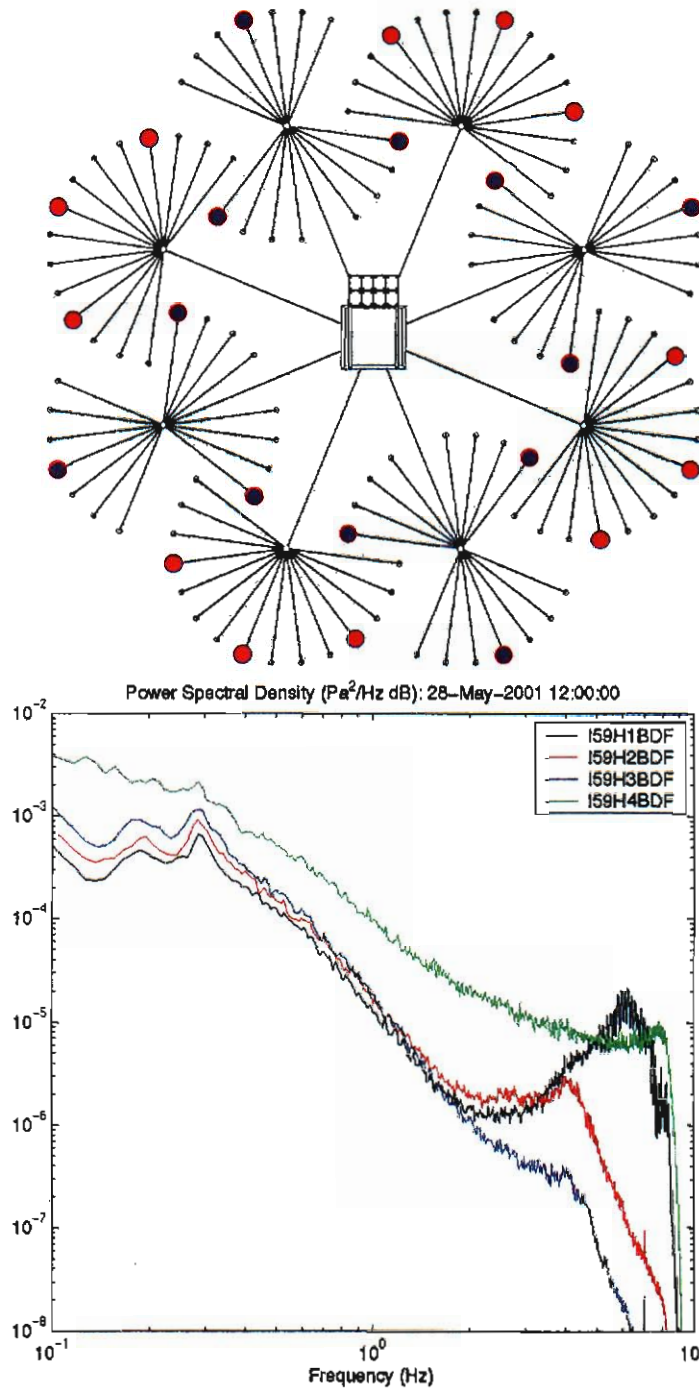 Power Spectral Density (Pa²/Hz dB): 28-May-2001 12:00:00
10⁻²
I59H1BDF
I59H2BDF
I59H3BDF
I59H4BDF
10⁻³
10⁻⁴
10⁻⁵
10⁻⁶
10⁻⁷
10⁻⁸
10⁻¹
10⁰
10
Frequency (Hz)